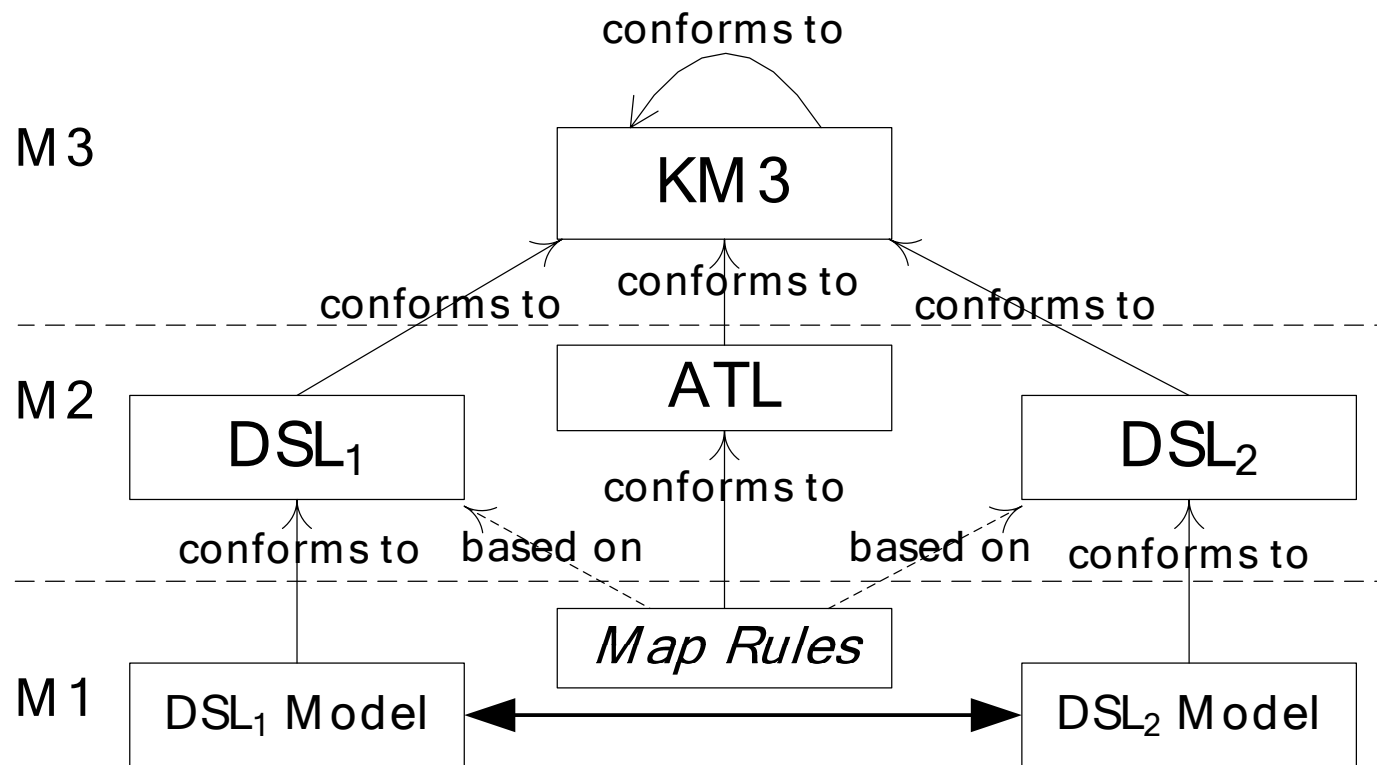 conforms to
M3
KM3
conforms to
conforms to
conforms to
M2
ATL
DSL₁
DSL₂
conforms to
conforms to
based on
based on
conforms to
Map Rules
M1
DSL₁ Model
DSL₂ Model